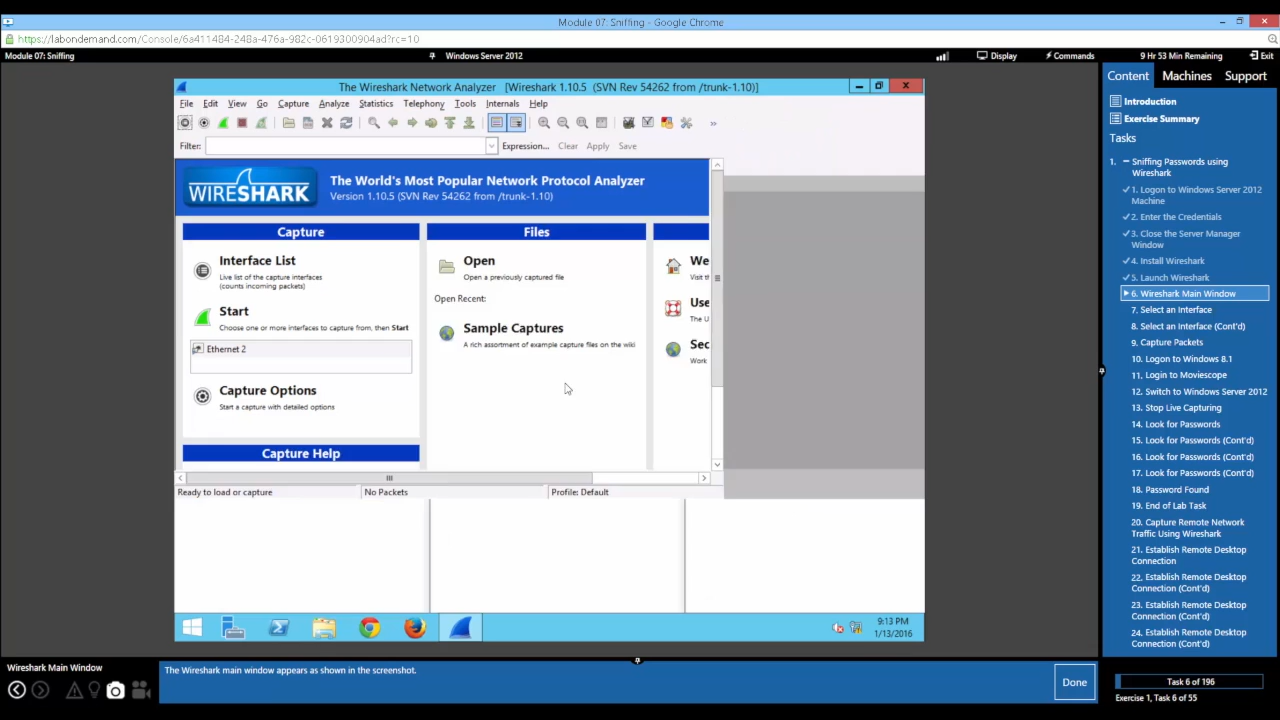 Module 07: Sniffing - Google Chrome
https://labondemand.com/Console/6a411484-248a-476a-982c-0619300904ad?rc=10
Module 07: Sniffing
Windows Server 2012
Display
Commands
9 Hr 53 Min Remaining
Exit
The Wireshark Network Analyzer [Wireshark 1.10.5 (SVN Rev 54262 from /trunk-1.10)]
File Edit View Go Capture Analyze Statistics Telephony Tools Internals Help
Filter:
Expression... Clear Apply Save
WIRESHARK
The World's Most Popular Network Protocol Analyzer
Version 1.10.5 (SVN Rev 54262 from /trunk-1.10)
Capture
Interface List
Live list of the capture interfaces
(counts incoming packets)
Start
Choose one or more interfaces to capture from, then Start
Ethernet 2
Capture Options
Start a capture with detailed options
Capture Help
Files
Open
Open a previously captured file
Open Recent:
Sample Captures
A rich assortment of example capture files on the wiki
We
Visit th
Use
The U
Sec
Work
Ready to load or capture
No Packets
Profile: Default
9:13 PM
1/13/2016
Content Machines Support
Introduction
Exercise Summary
Tasks
1. Sniffing Passwords using
Wireshark
1. Logon to Windows Server 2012
Machine
2. Enter the Credentials
3. Close the Server Manager
Window
4. Install Wireshark
5. Launch Wireshark
6. Wireshark Main Window
7. Select an Interface
8. Select an Interface (Cont'd)
9. Capture Packets
10. Logon to Windows 8.1
11. Login to Moviescope
12. Switch to Windows Server 2012
13. Stop Live Capturing
14. Look for Passwords
15. Look for Passwords (Cont'd)
16. Look for Passwords (Cont'd)
17. Look for Passwords (Cont'd)
18. Password Found
19. End of Lab Task
20. Capture Remote Network
Traffic Using Wireshark
21. Establish Remote Desktop
Connection
22. Establish Remote Desktop
Connection (Cont'd)
23. Establish Remote Desktop
Connection (Cont'd)
24. Establish Remote Desktop
Connection (Cont'd)
Wireshark Main Window
The Wireshark main window appears as shown in the screenshot.
Done
Task 6 of 196
Exercise 1, Task 6 of 55